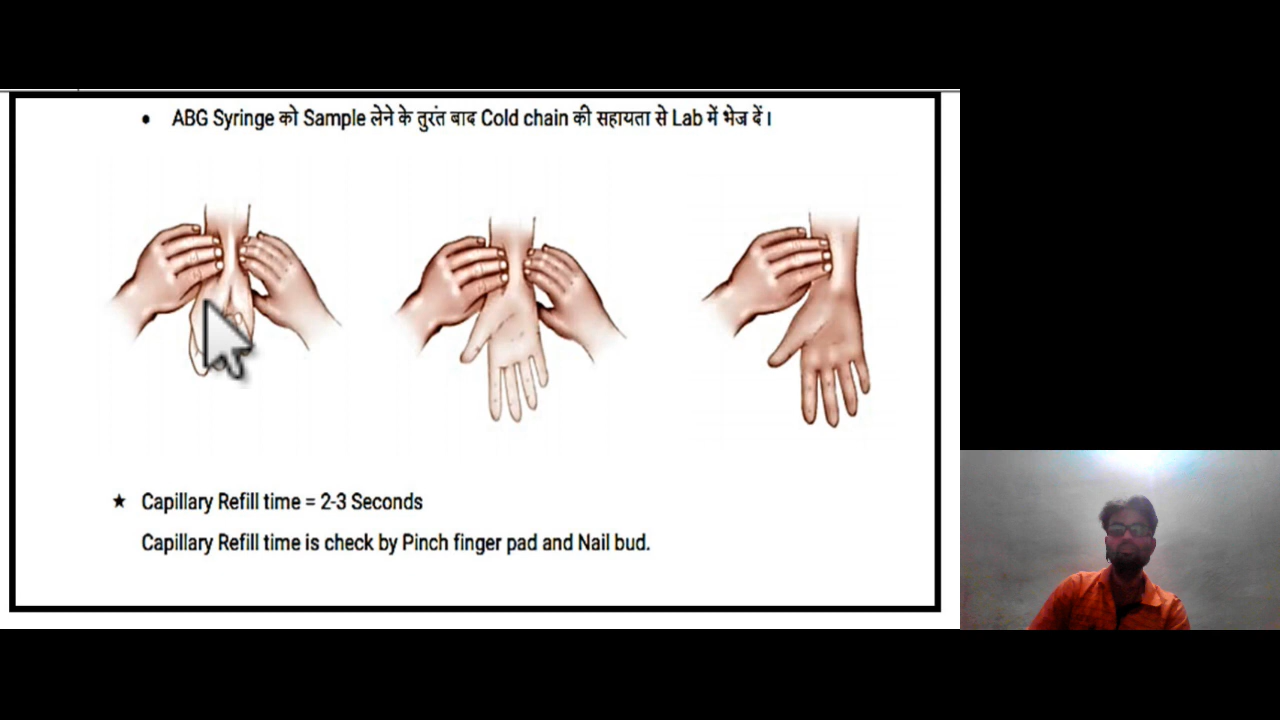 • ABG Syringe को Sample लेने के तुरंत बाद Cold chain की सहायता से Lab में भेज दें।
★ Capillary Refill time = 2-3 Seconds
Capillary Refill time is check by Pinch finger pad and Nail bud.